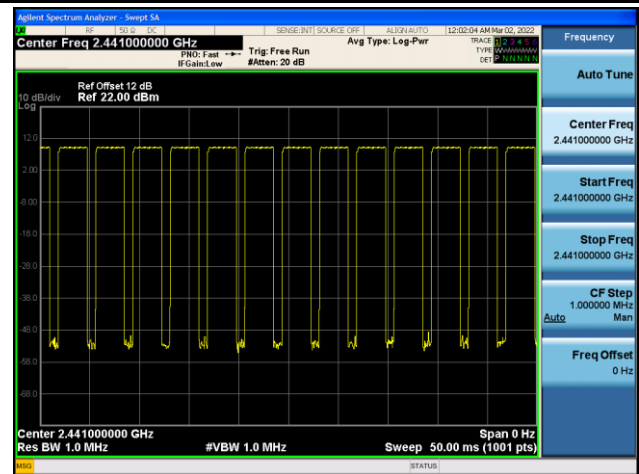 Agilent Spectrum Analyzer - Swept SA
RF 50 Ω DC SENSE:INT SOURCE OFF ALIGN AUTO 12:02:04 AM Mar 02, 2022
Center Freq 2.441000000 GHz
PNO: Fast
IFGain:Low
Trig: Free Run
#Atten: 20 dB
Avg Type: Log-Pwr
TRACE 1 2 3 4 5 6
TYPE
DET P N N N N N
Ref Offset 12 dB
10 dB/div Ref 22.00 dBm
Log
12.0
2.00
-8.00
-18.0
-28.0
-38.0
-48.0
-58.0
-68.0
Center 2.441000000 GHz Span 0 Hz
Res BW 1.0 MHz #VBW 1.0 MHz Sweep 50.00 ms (1001 pts)
MSG STATUS
Frequency
Auto Tune
Center Freq
2.441000000 GHz
Start Freq
2.441000000 GHz
Stop Freq
2.441000000 GHz
CF Step
1.000000 MHz
Auto Man
Freq Offset
0 Hz